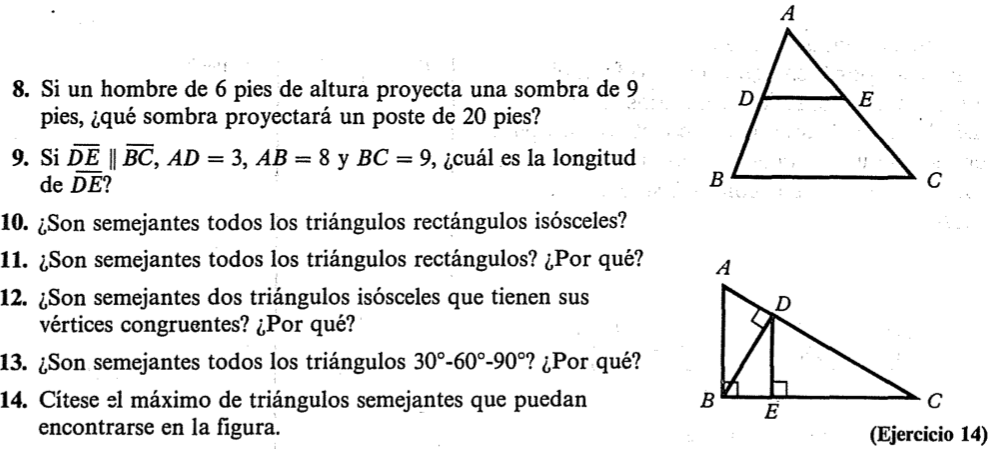 8. Si un hombre de 6 pies de altura proyecta una sombra de 9
pies, ¿qué sombra proyectará un poste de 20 pies?
9. Si \overline{DE} ∥ \overline{BC}, AD = 3, AB = 8 y BC = 9, ¿cuál es la longitud
de \overline{DE}?
A
D
E
B
C
10. ¿Son semejantes todos los triángulos rectángulos isósceles?
11. ¿Son semejantes todos los triángulos rectángulos? ¿Por qué?
12. ¿Son semejantes dos triángulos isósceles que tienen sus
vértices congruentes? ¿Por qué?
13. ¿Son semejantes todos los triángulos 30°-60°-90°? ¿Por qué?
14. Cítese el máximo de triángulos semejantes que puedan
encontrarse en la figura.
A
D
B
E
C
(Ejercicio 14)